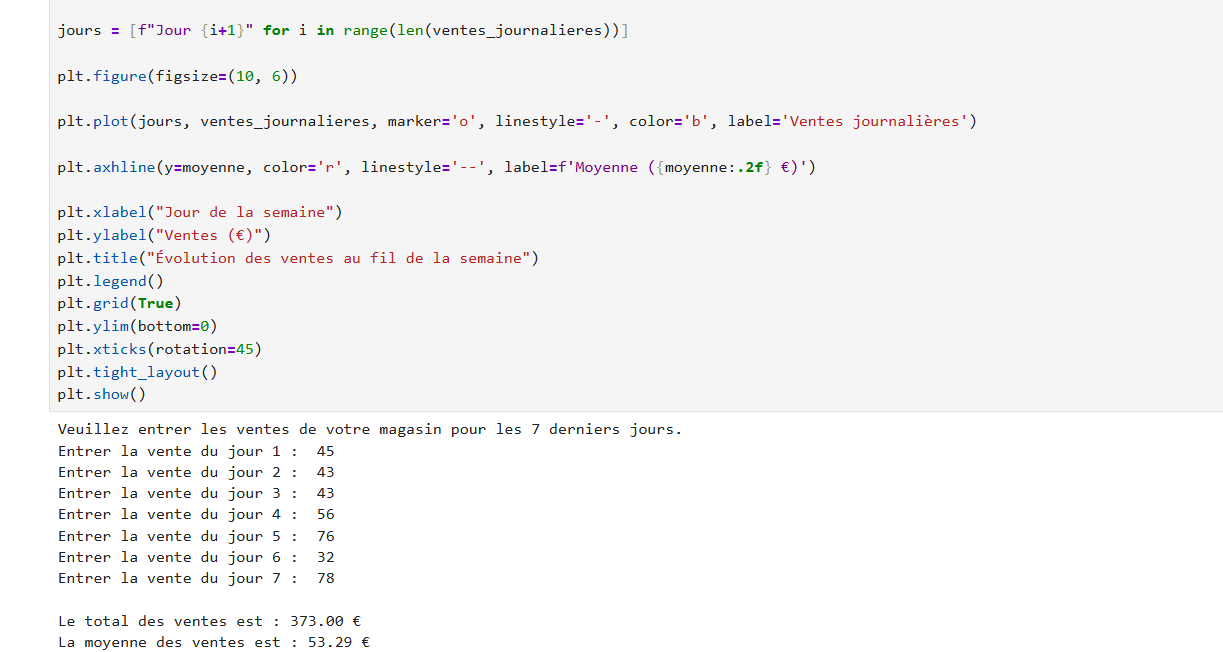 jours = [f"Jour {i+1}" for i in range(len(ventes_journalieres))]
plt.figure(figsize=(10, 6))
plt.plot(jours, ventes_journalieres, marker='o', linestyle='-', color='b', label='Ventes journalières')
plt.axhline(y=moyenne, color='r', linestyle='--', label=f'Moyenne ({moyenne:.2f} €)')
plt.xlabel("Jour de la semaine")
plt.ylabel("Ventes (€)")
plt.title("Évolution des ventes au fil de la semaine")
plt.legend()
plt.grid(True)
plt.ylim(bottom=0)
plt.xticks(rotation=45)
plt.tight_layout()
plt.show()
Veuillez entrer les ventes de votre magasin pour les 7 derniers jours.
Entrer la vente du jour 1 :  45
Entrer la vente du jour 2 :  43
Entrer la vente du jour 3 :  43
Entrer la vente du jour 4 :  56
Entrer la vente du jour 5 :  76
Entrer la vente du jour 6 :  32
Entrer la vente du jour 7 :  78
Le total des ventes est : 373.00 €
La moyenne des ventes est : 53.29 €